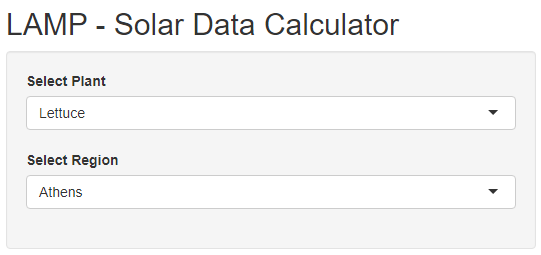 LAMP - Solar Data Calculator
Select Plant
Lettuce
Select Region
Athens